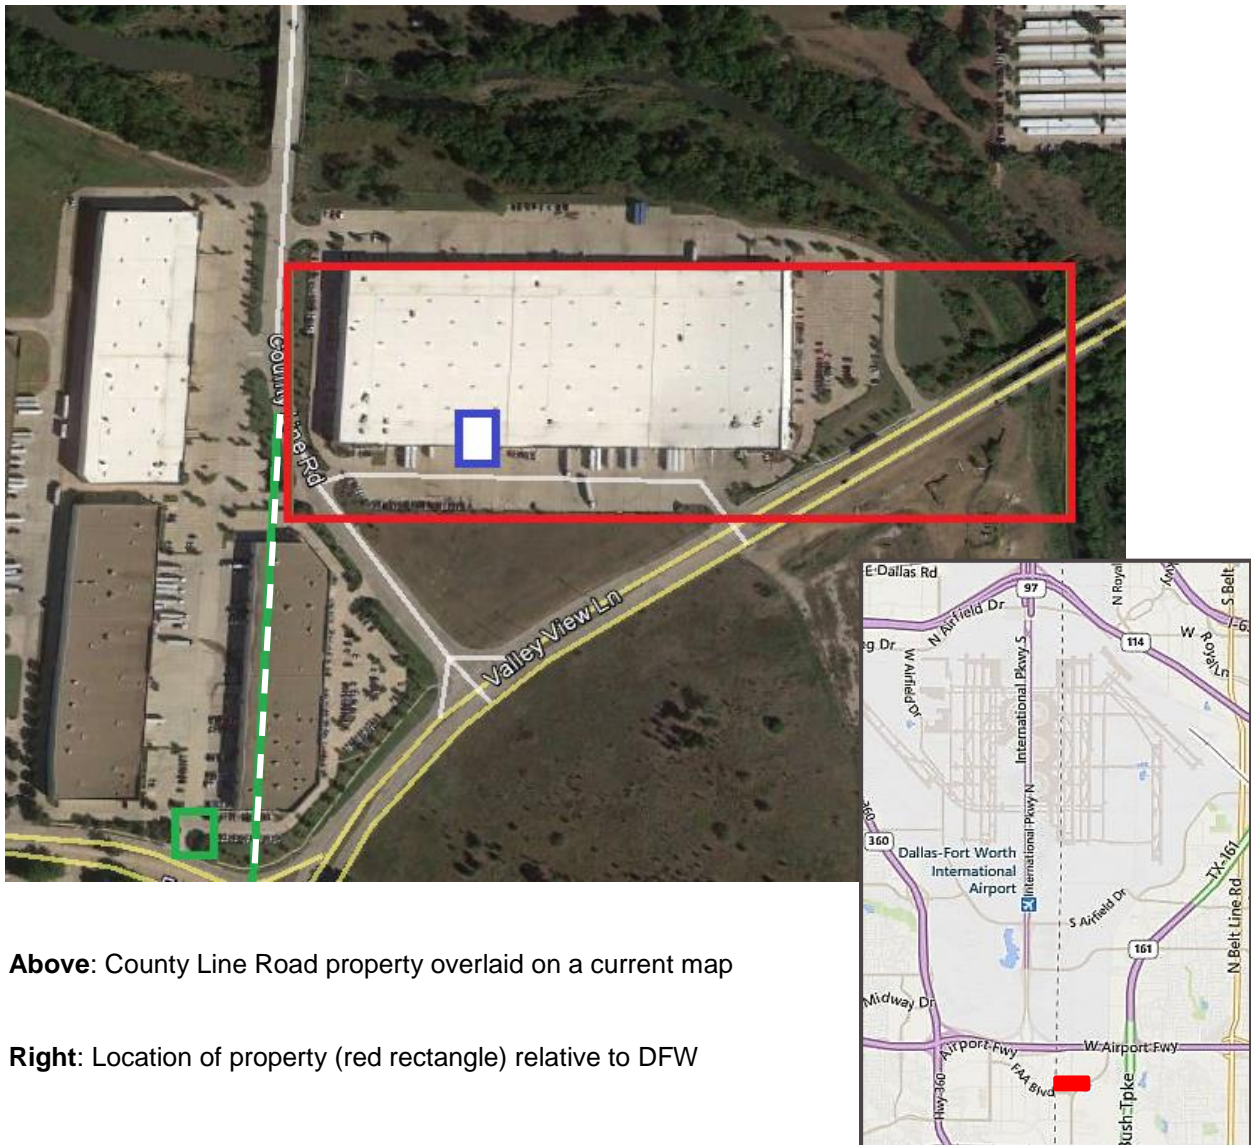 County Line Rd
Valley View Ln
E Dallas Rd
97
N Royal
S Belt
N Airfield Dr
W Airfield Dr
International Pkwy S
114
W Royal Ln
International Pkwy N
360
360
Dallas-Fort Worth
International
Airport
TX-161
S Airfield Dr
161
N Belt Line Rd
Midway Dr
Airport Fwy
W Airport Fwy
FAA Blvd
Hwy 360
Bush Tpke
Above: County Line Road property overlaid on a current map
Right: Location of property (red rectangle) relative to DFW